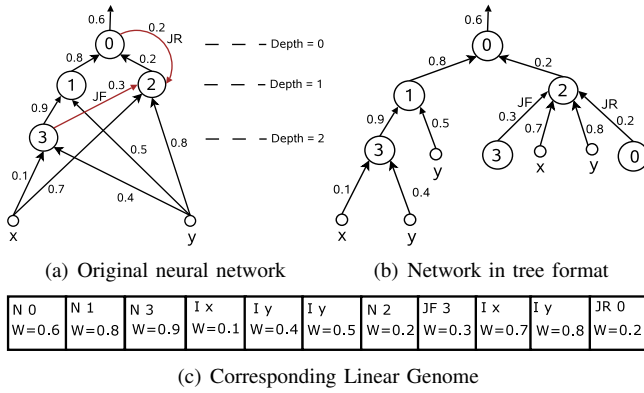 0.6
0.2
JR
0
Depth = 0
0.8
0.2
1
0.3
2
Depth = 1
JF
0.9
3
Depth = 2
0.5
0.8
0.1
0.7
0.4
x
y
(a) Original neural network
0.6
0
0.8
0.2
1
2
0.9
0.5
JF
JR
0.3
0.7
0.8
0.2
3
y
3
x
y
0
0.1
0.4
x
y
(b) Network in tree format
N 0 N 1 N 3 I x I y I y N 2 JF 3 I x I y JR 0
W=0.6 W=0.8 W=0.9 W=0.1 W=0.4 W=0.5 W=0.2 W=0.3 W=0.7 W=0.8 W=0.2
(c) Corresponding Linear Genome